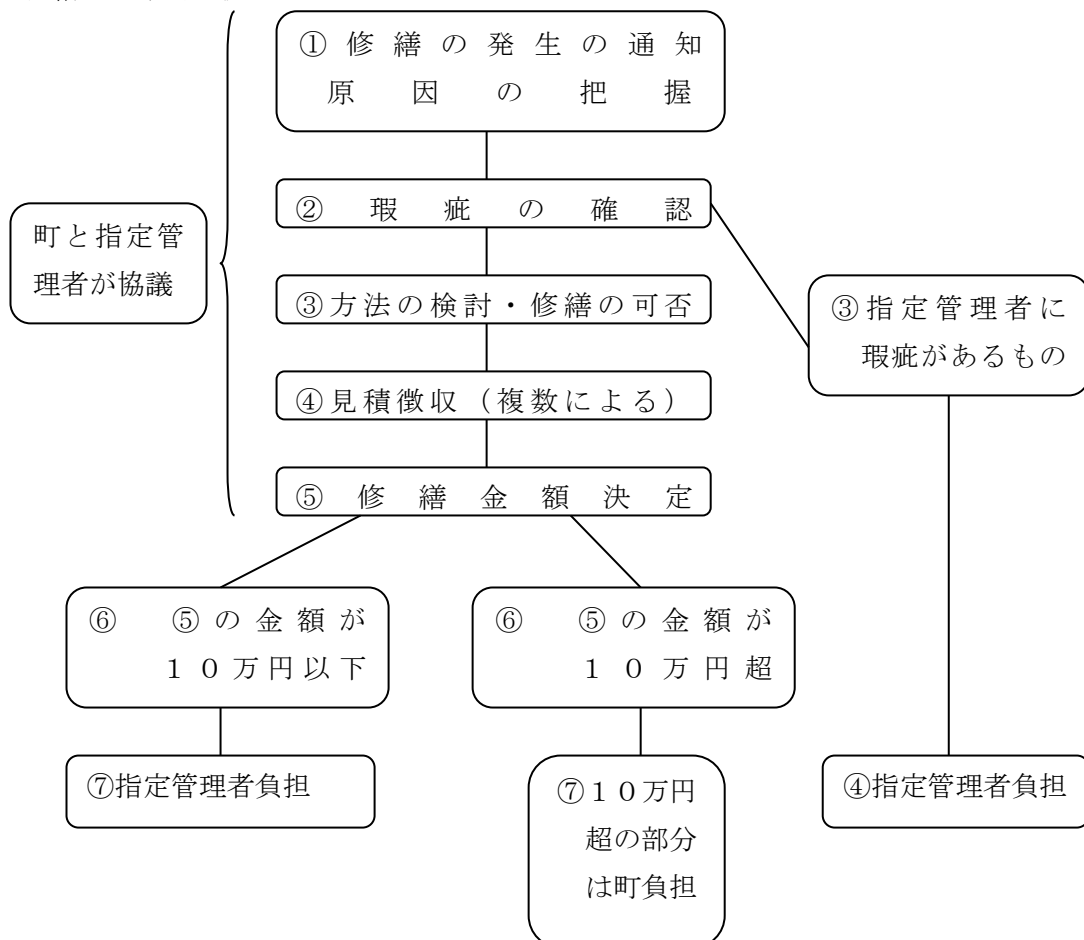 ①修繕の発生の通知
原因の把握
②瑕疵の確認
町と指定管
理者が協議
③方法の検討・修繕の可否
③指定管理者に
瑕疵があるもの
④見積徴収（複数による）
⑤修繕金額決定
⑥　⑤の金額が
１０万円以下
⑥　⑤の金額が
１０万円超
⑦指定管理者負担
⑦１０万円
超の部分
は町負担
④指定管理者負担